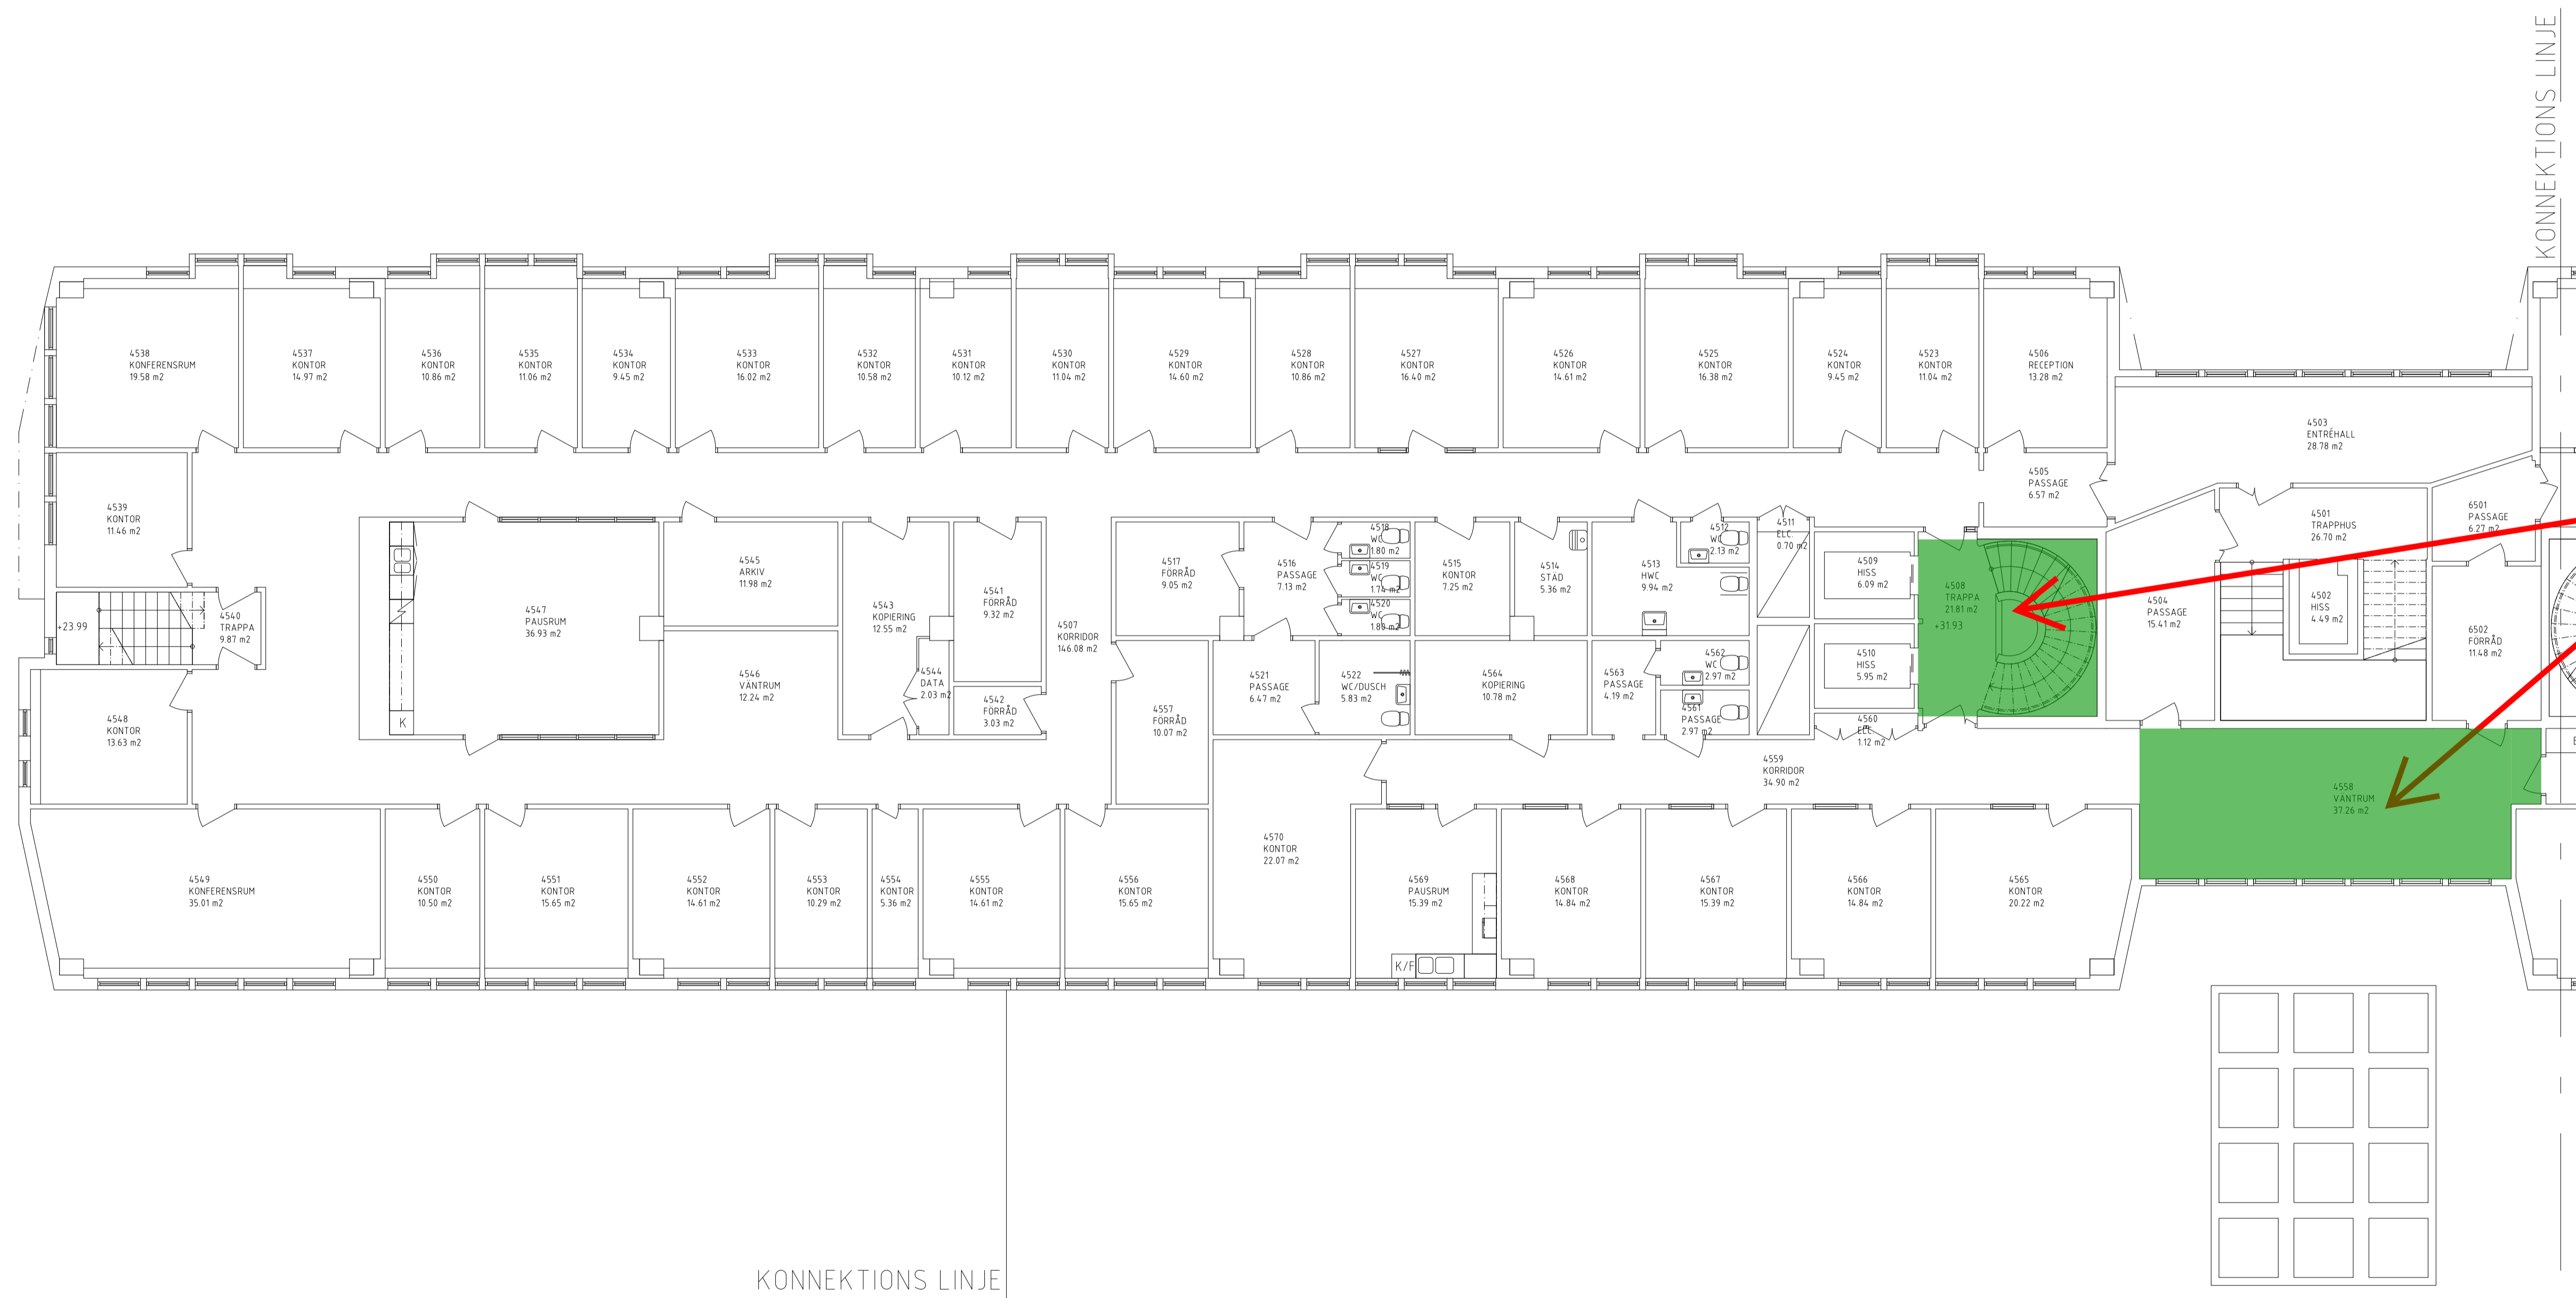 KONNEKTIONS LINJE
4538
KONFERENSRUM
19.58 m2
4537
KONTOR
14.97 m2
4536
KONTOR
10.86 m2
4535
KONTOR
11.06 m2
4534
KONTOR
9.45 m2
4533
KONTOR
16.02 m2
4532
KONTOR
10.58 m2
4531
KONTOR
10.12 m2
4530
KONTOR
11.04 m2
4529
KONTOR
14.60 m2
4528
KONTOR
10.86 m2
4527
KONTOR
16.40 m2
4526
KONTOR
14.61 m2
4525
KONTOR
16.38 m2
4524
KONTOR
9.45 m2
4523
KONTOR
11.04 m2
4506
RECEPTION
13.28 m2
4503
ENTRÉHALL
28.78 m2
4505
PASSAGE
6.57 m2
4539
KONTOR
11.46 m2
4501
TRAPPHUS
26.70 m2
6501
PASSAGE
6.27 m2
4545
ARKIV
11.98 m2
4517
FÖRRÅD
9.05 m2
4516
PASSAGE
7.13 m2
4518
WC
1.80 m2
4519
WC
1.74 m2
4520
WC
1.80 m2
4515
KONTOR
7.25 m2
4514
STÄD
5.36 m2
4513
HWC
9.94 m2
4512
WC
2.13 m2
4511
ELC.
0.70 m2
4509
HISS
6.09 m2
4508
TRAPPA
21.81 m2
+31.93
4504
PASSAGE
15.41 m2
4502
HISS
4.49 m2
6502
FÖRRÅD
11.48 m2
+23.99
4540
TRAPPA
9.87 m2
4547
PAUSRUM
36.93 m2
4543
KOPIERING
12.55 m2
4541
FÖRRÅD
9.32 m2
4507
KORRIDOR
146.08 m2
4546
VÄNTRUM
12.24 m2
4544
DATA
2.03 m2
4542
FÖRRÅD
3.03 m2
4557
FÖRRÅD
10.07 m2
4521
PASSAGE
6.47 m2
4522
WC/DUSCH
5.83 m2
4564
KOPIERING
10.78 m2
4563
PASSAGE
4.19 m2
4562
WC
2.97 m2
4561
PASSAGE
2.97 m2
4510
HISS
5.95 m2
4560
ELC.
1.12 m2
4548
KONTOR
13.63 m2
K
4559
KORRIDOR
34.90 m2
4558
VÄNTRUM
37.26 m2
4549
KONFERENSRUM
35.01 m2
4550
KONTOR
10.50 m2
4551
KONTOR
15.65 m2
4552
KONTOR
14.61 m2
4553
KONTOR
10.29 m2
4554
KONTOR
5.36 m2
4555
KONTOR
14.61 m2
4556
KONTOR
15.65 m2
4570
KONTOR
22.07 m2
4569
PAUSRUM
15.39 m2
4568
KONTOR
14.84 m2
4567
KONTOR
15.39 m2
4566
KONTOR
14.84 m2
4565
KONTOR
20.22 m2
K/F
KONNEKTIONS LINJE